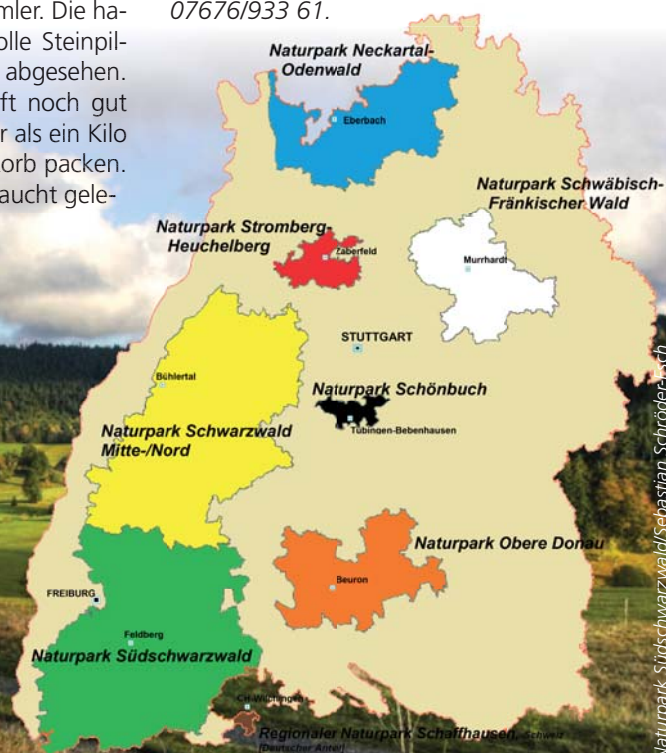 mler. Die ha-
olle Steinpil-
abgesehen.
ft noch gut
r als ein Kilo
orb packen.
aucht gele-
07676/933 61.
Naturpark Neckartal-
Odenwald
Eberbach
Naturpark Schwäbisch-
Fränkischer Wald
Murrhardt
Naturpark Stromberg-
Heuchelberg
Zaberfeld
STUTTGART
Bühlertal
Naturpark Schönbuch
Tübingen-Bebenhausen
Naturpark Schwarzwald
Mitte-/Nord
Naturpark Obere Donau
Beuron
FREIBURG
Feldberg
Naturpark Südschwarzwald
CH-Wilchingen
Regionaler Naturpark Schaffhausen, Schweiz
(Deutscher Anteil)
Naturpark Südschwarzwald/Sebastian Schröder-Esch